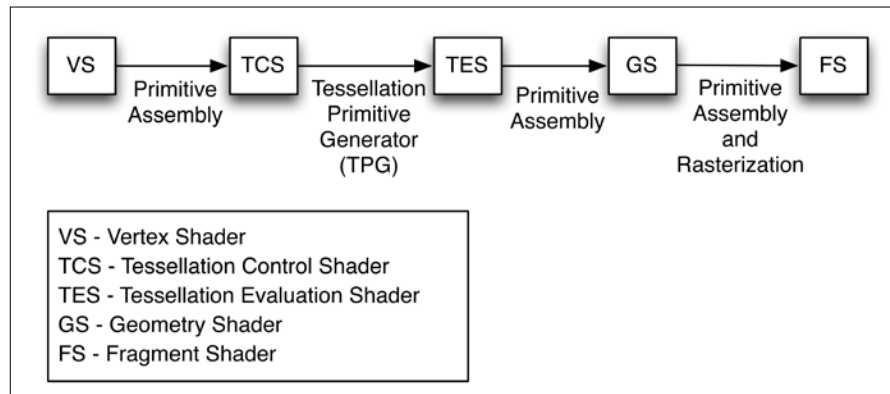 VS
TCS
TES
GS
FS
Primitive
Assembly
Tessellation
Primitive
Generator
(TPG)
Primitive
Assembly
Primitive
Assembly
and
Rasterization
VS - Vertex Shader
TCS - Tessellation Control Shader
TES - Tessellation Evaluation Shader
GS - Geometry Shader
FS - Fragment Shader